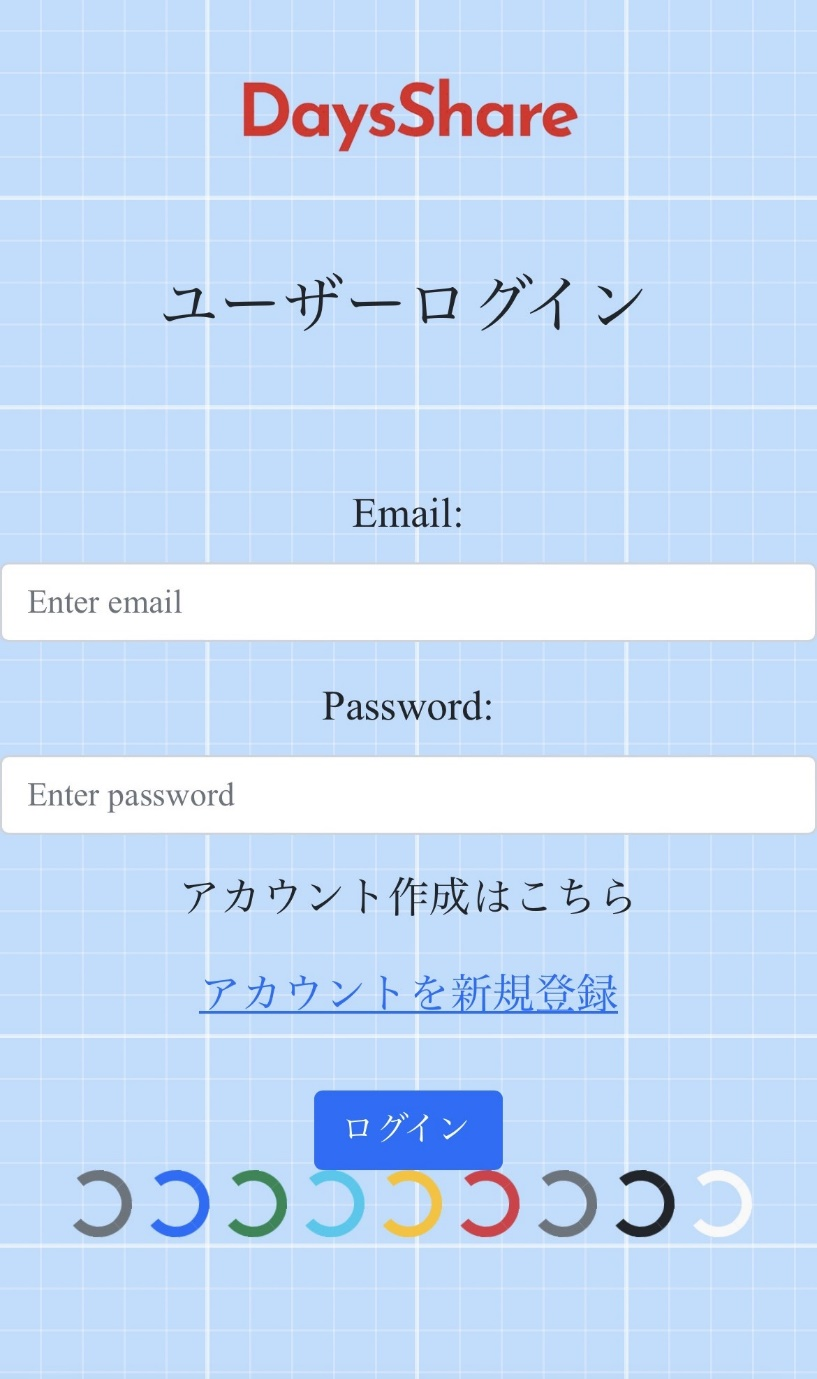 DaysShare
ユーザーログイン
Email:
Enter email
Password:
Enter password
アカウント作成はこちら
アカウントを新規登録
ログイン